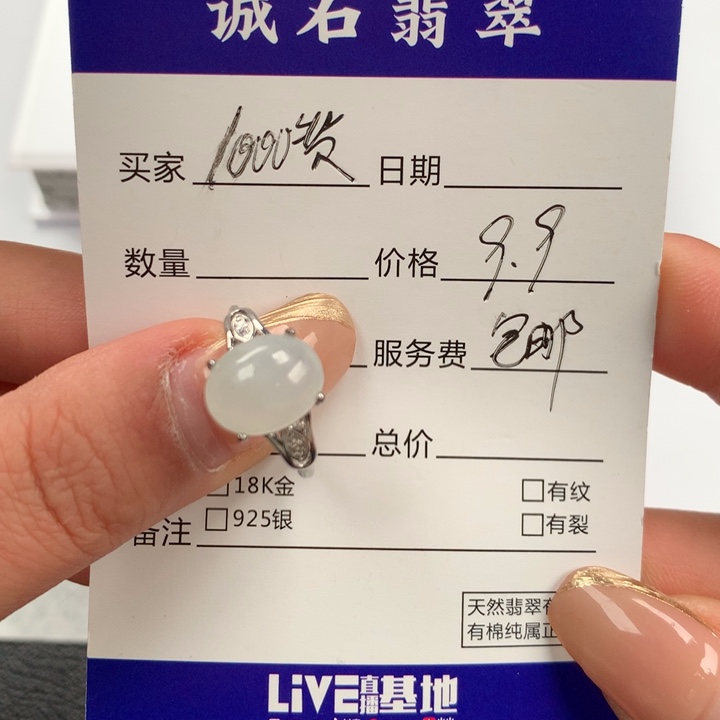 诚石翡翠
买家 1000货 日期
数量 价格 9.9
服务费 包邮
总价
18K金 有纹
备注 925银 有裂
天然翡翠
有棉纯属正
LiVE直播基地